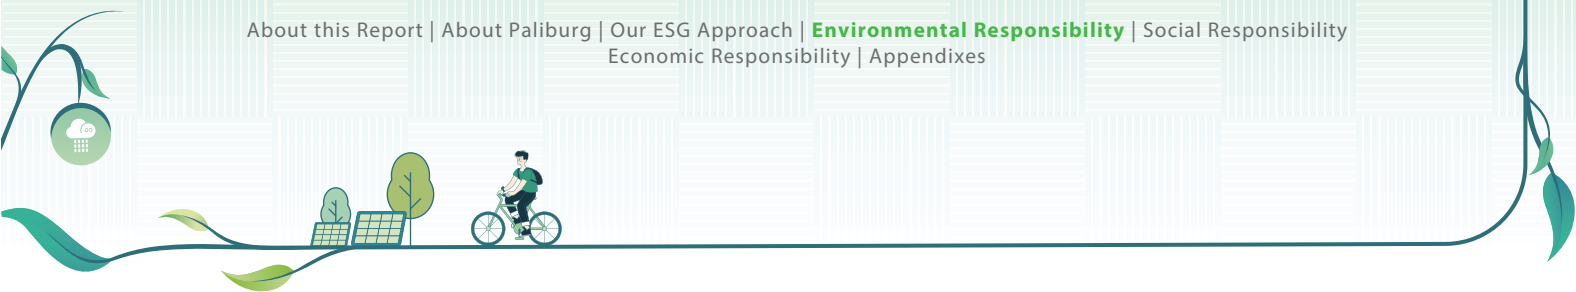 About this Report | About Paliburg | Our ESG Approach | Environmental Responsibility | Social Responsibility
Economic Responsibility | Appendixes